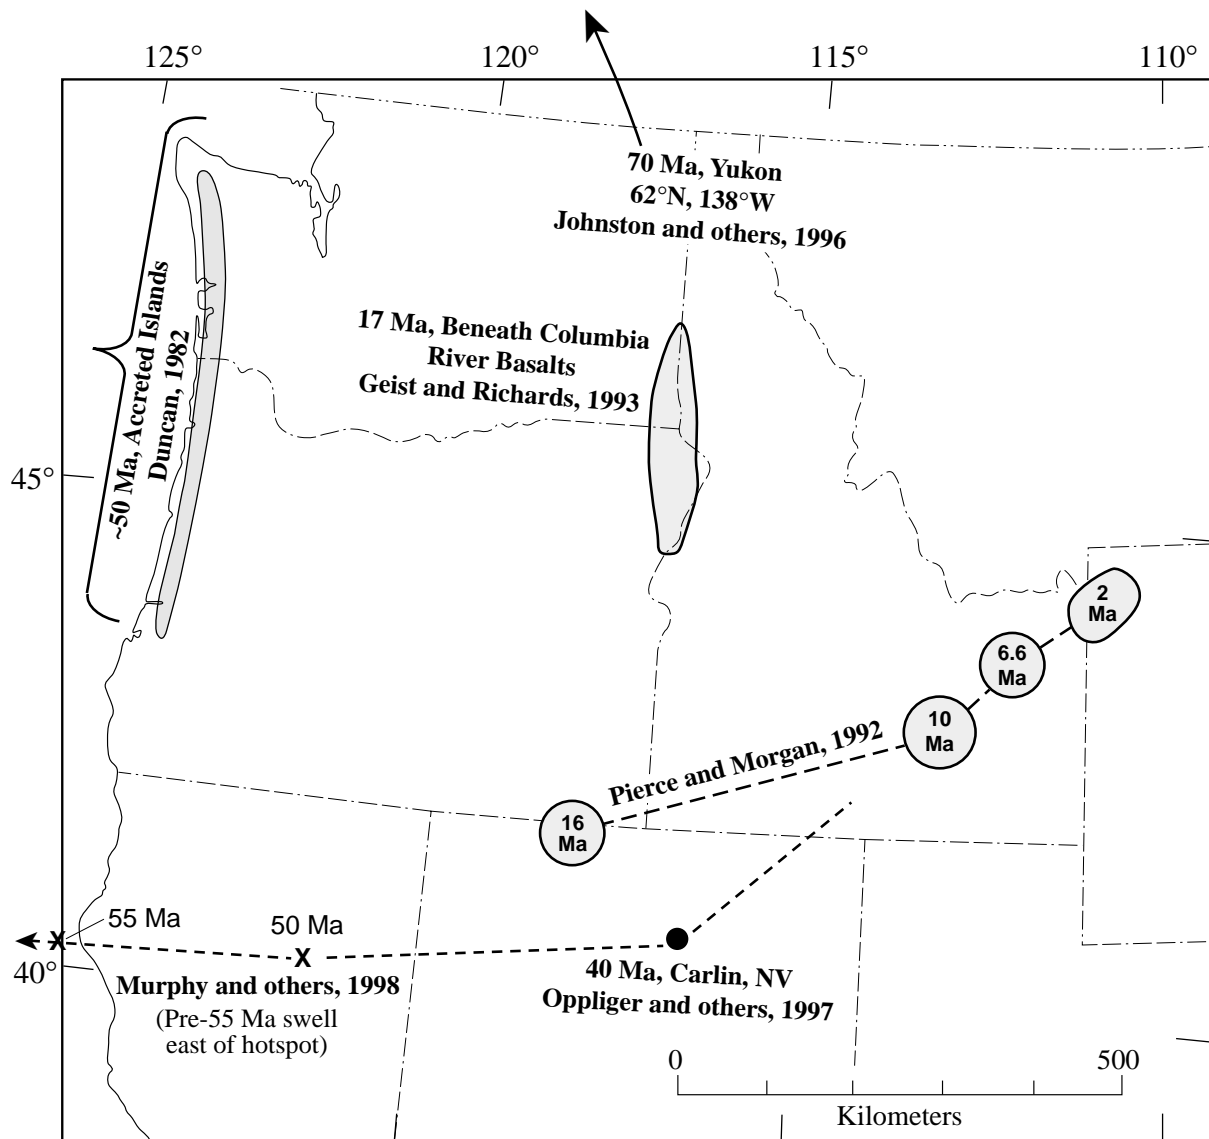 125°
120°
115°
110°
70 Ma, Yukon
62°N, 138°W
Johnston and others, 1996
~50 Ma, Accreted Islands
Duncan, 1982
17 Ma, Beneath Columbia
River Basalts
Geist and Richards, 1993
45°
2
Ma
6.6
Ma
10
Ma
Pierce and Morgan, 1992
16
Ma
55 Ma
50 Ma
X
X
40°
Murphy and others, 1998
(Pre-55 Ma swell
east of hotspot)
40 Ma, Carlin, NV
Oppliger and others, 1997
0
500
Kilometers